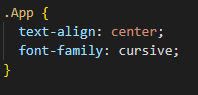 .App {
  text-align: center;
  font-family: cursive;
}